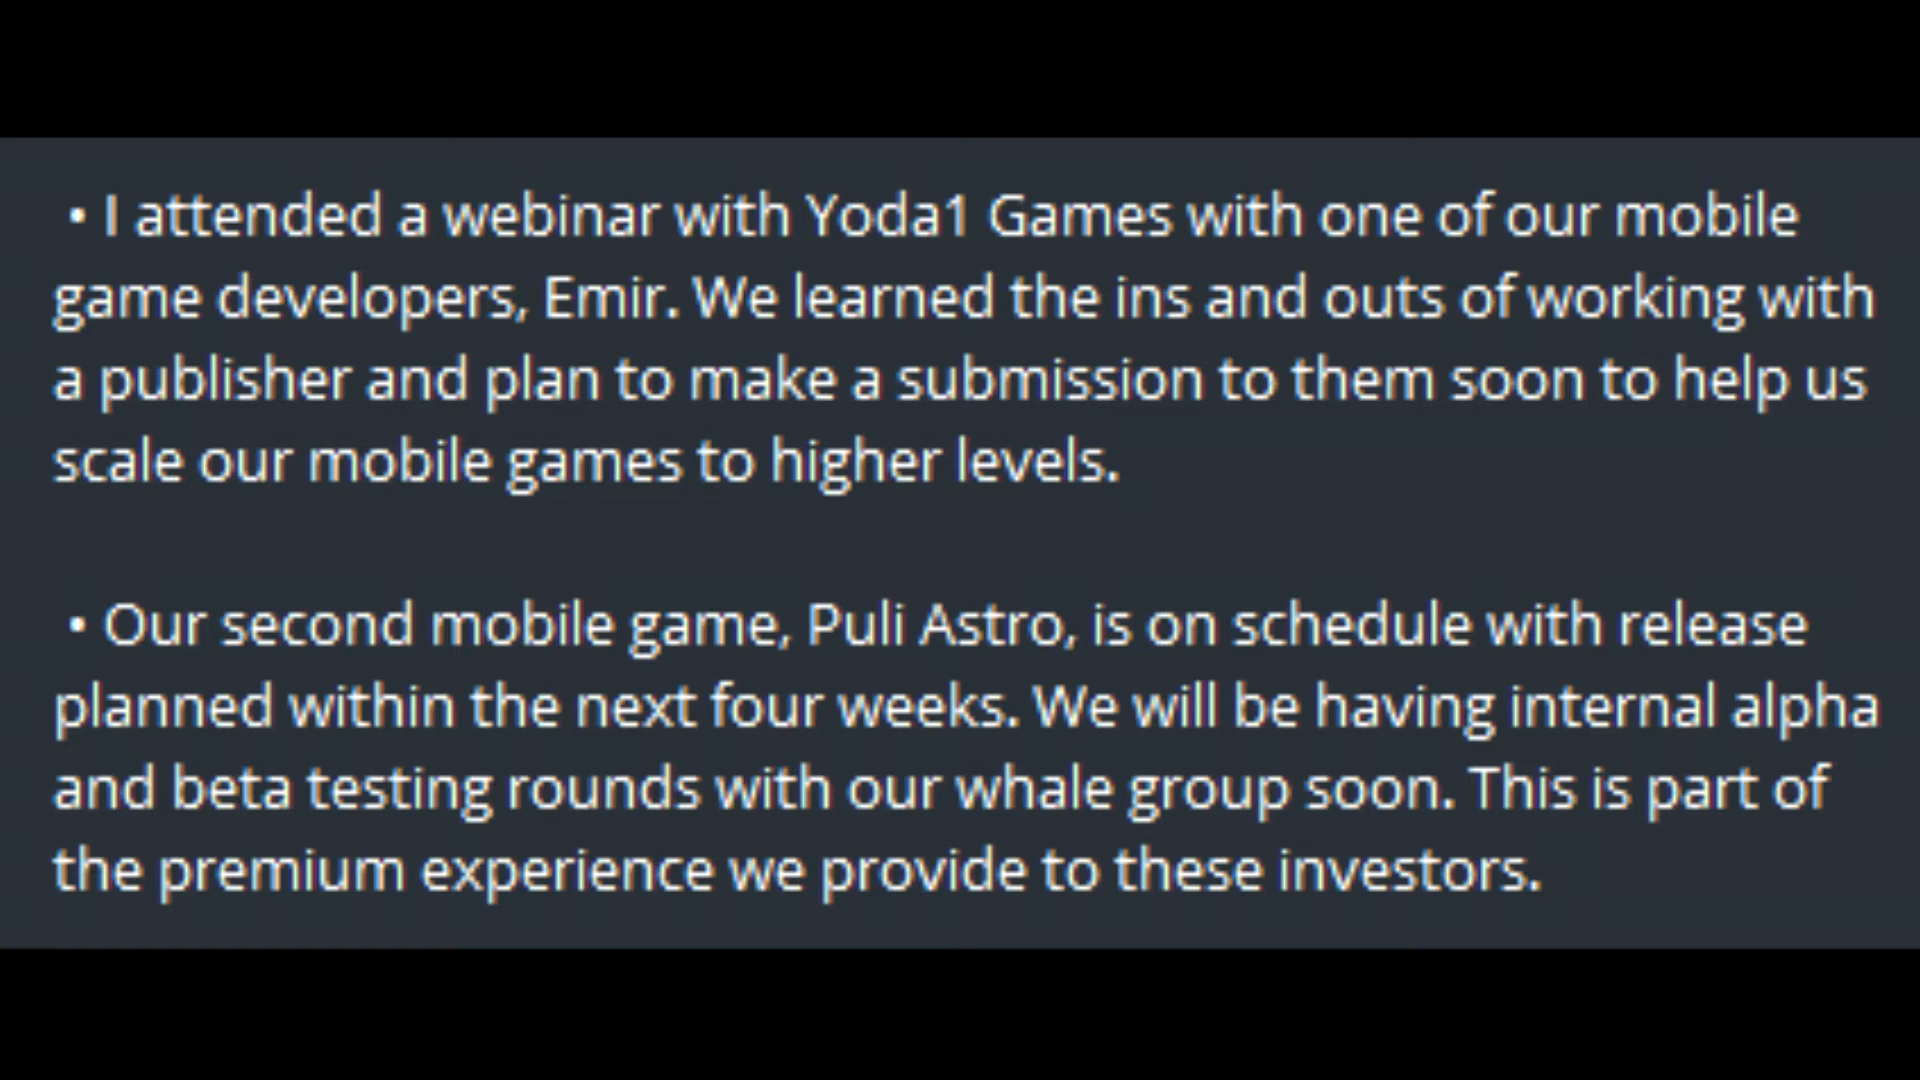 • I attended a webinar with Yoda1 Games with one of our mobile
game developers, Emir. We learned the ins and outs of working with
a publisher and plan to make a submission to them soon to help us
scale our mobile games to higher levels.
• Our second mobile game, Puli Astro, is on schedule with release
planned within the next four weeks. We will be having internal alpha
and beta testing rounds with our whale group soon. This is part of
the premium experience we provide to these investors.